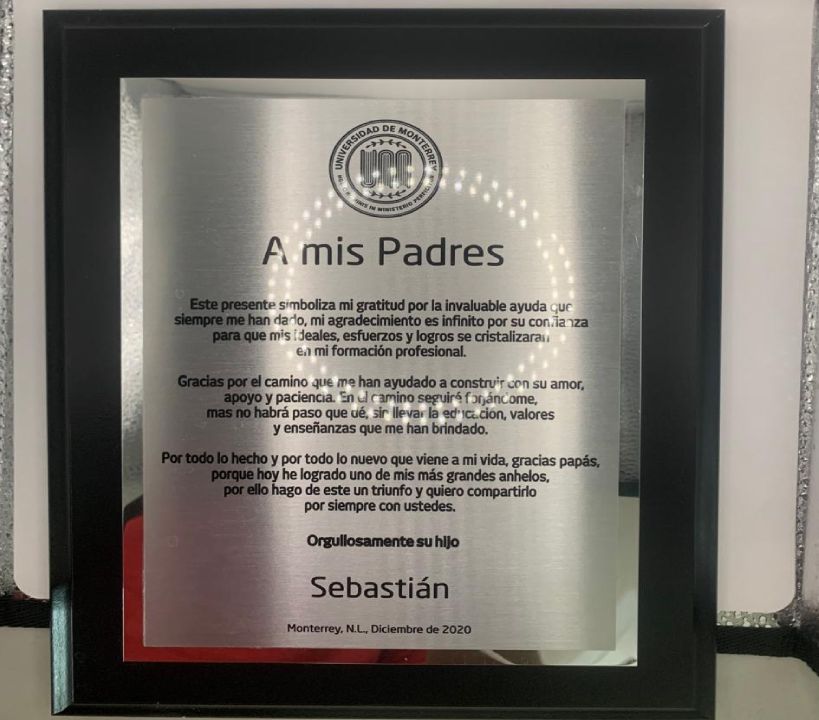 UNIVERSIDAD DE MONTERREY
A mis Padres
Este presente simboliza mi gratitud por la invaluable ayuda que
siempre me han dado, mi agradecimiento es infinito por su confianza
para que mis ideales, esfuerzos y logros se cristalizaran
en mi formación profesional.
Gracias por el camino que me han ayudado a construir con su amor,
apoyo y paciencia. En el camino seguiré forjándome,
mas no habrá paso que dé, sin llevar la educación, valores
y enseñanzas que me han brindado.
Por todo lo hecho y por todo lo nuevo que viene a mi vida, gracias papás,
porque hoy he logrado uno de mis más grandes anhelos,
por ello hago de este un triunfo y quiero compartirlo
por siempre con ustedes.
Orgullosamente su hijo
Sebastián
Monterrey, N.L., Diciembre de 2020